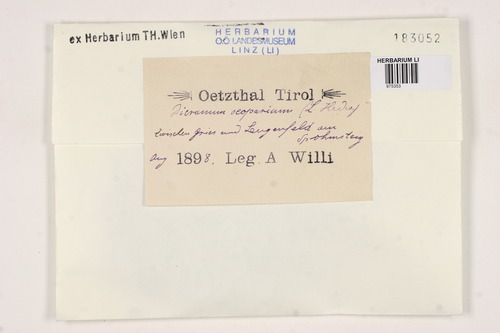 ex Herbarium TH.Wien
HERBARIUM
OÖ LANDESMUSEUM
LINZ (LI)
183052
HERBARIUM LI
Oetzthal Tirol
Dicranum scoparium (L. Hedw)
zwischen Gries und Lengenfeld am
Aug 1898. Leg. A Willi